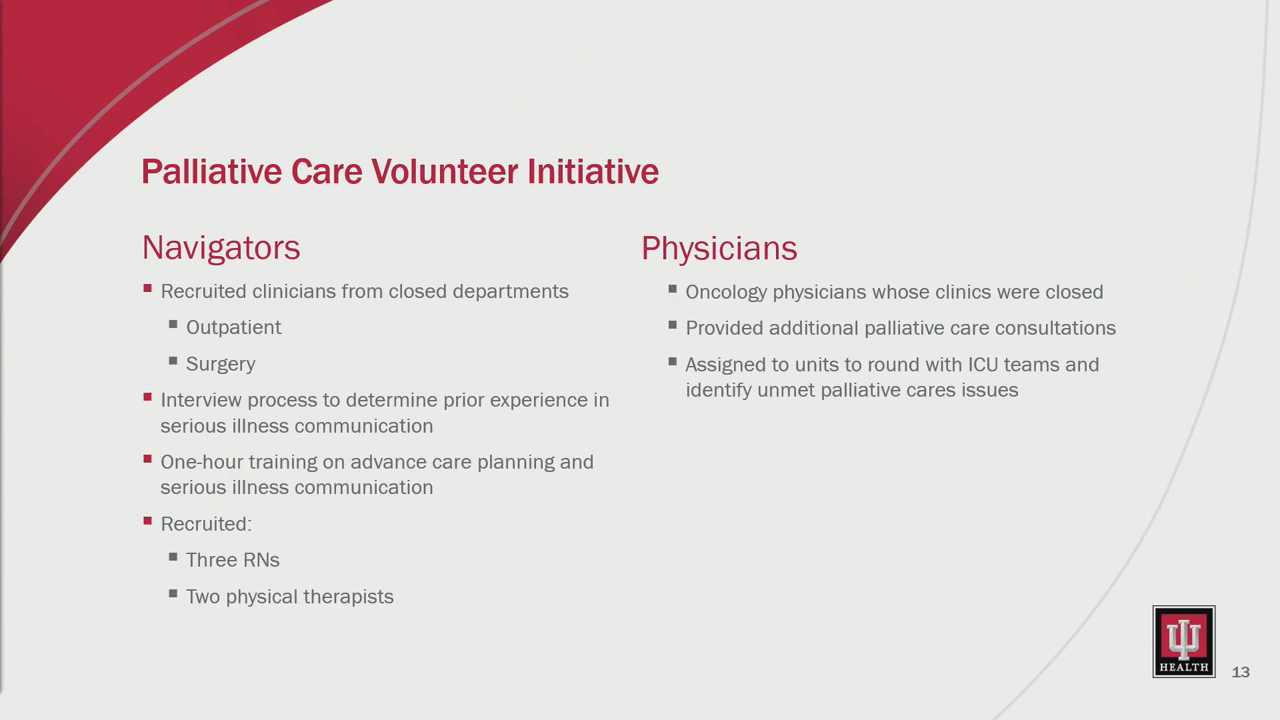 Palliative Care Volunteer Initiative
Navigators
Recruited clinicians from closed departments
Outpatient
Surgery
Interview process to determine prior experience in
serious illness communication
One-hour training on advance care planning and
serious illness communication
Recruited:
Three RNs
Two physical therapists
Physicians
Oncology physicians whose clinics were closed
Provided additional palliative care consultations
Assigned to units to round with ICU teams and
identify unmet palliative cares issues
HEALTH
13